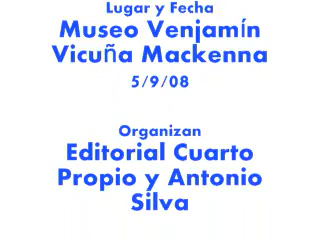 Lugar y Fecha
Museo Venjamín
Vicuña Mackenna
5/9/08
Organizan
Editorial Cuarto
Propio y Antonio
Silva